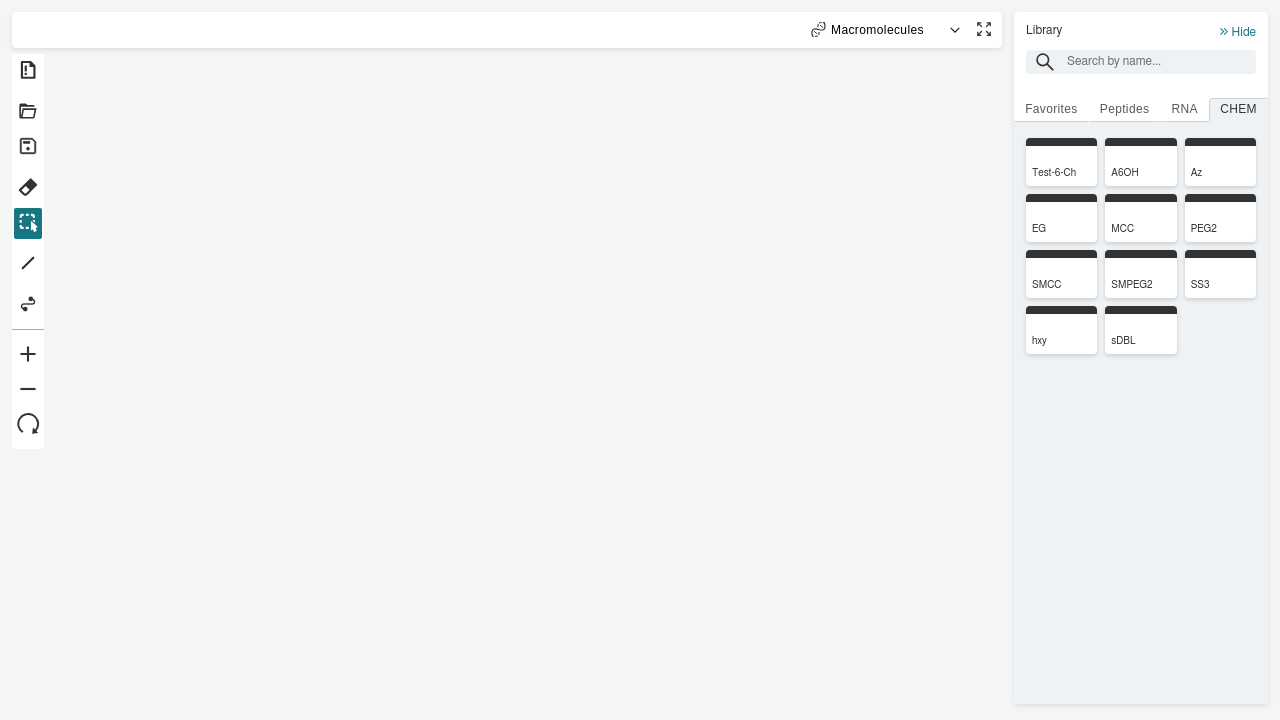 Macromolecules
Library
Hide
Search by name...
Favorites Peptides RNA CHEM
Test-6-Ch A6OH Az
EG MCC PEG2
SMCC SMPEG2 SS3
hxy sDBL